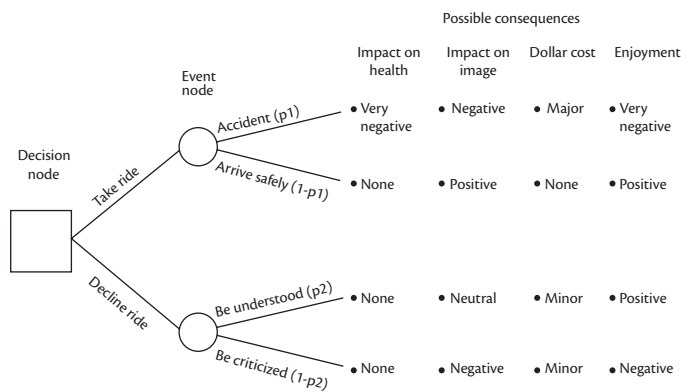 Possible consequences
Impact on health
Impact on image
Dollar cost
Enjoyment
Event
node
Decision
node
Take ride
Accident (p1)
• Very negative
• Negative
• Major
• Very negative
Arrive safely (1-p1)
• None
• Positive
• None
• Positive
Decline ride
Be understood (p2)
• None
• Neutral
• Minor
• Positive
Be criticized (1-p2)
• None
• Negative
• Minor
• Negative